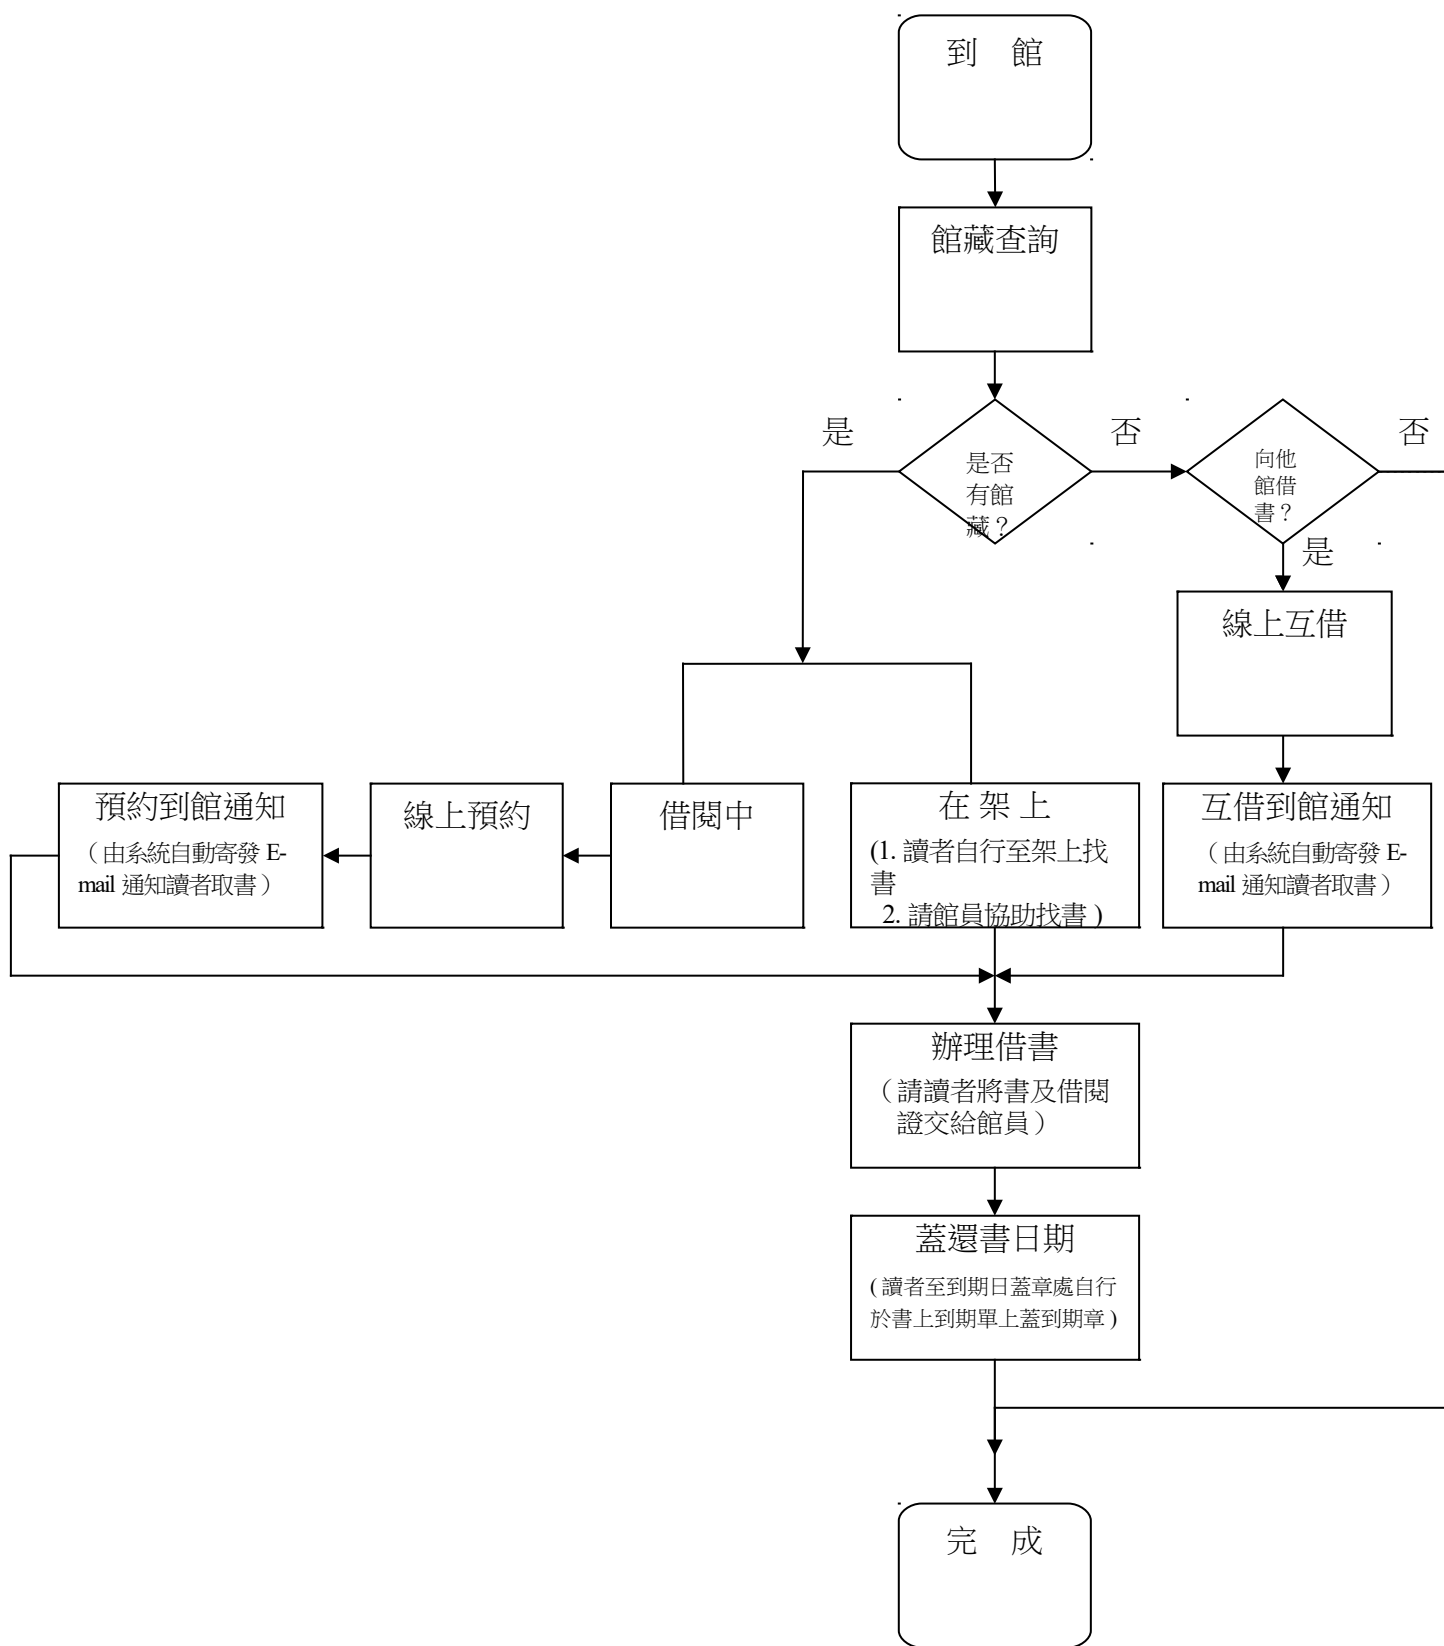 到 館
館藏查詢
是
否
否
是否
有館
藏？
向他
館借
書？
是
線上互借
預約到館通知
（由系統自動寄發 E-
mail 通知讀者取書）
線上預約
借閱中
在 架 上
(1. 讀者自行至架上找
書
2. 請館員協助找書 )
互借到館通知
（由系統自動寄發 E-
mail 通知讀者取書）
辦理借書
（請讀者將書及借閱
證交給館員）
蓋還書日期
( 讀者至到期日蓋章處自行
於書上到期單上蓋到期章 )
完 成